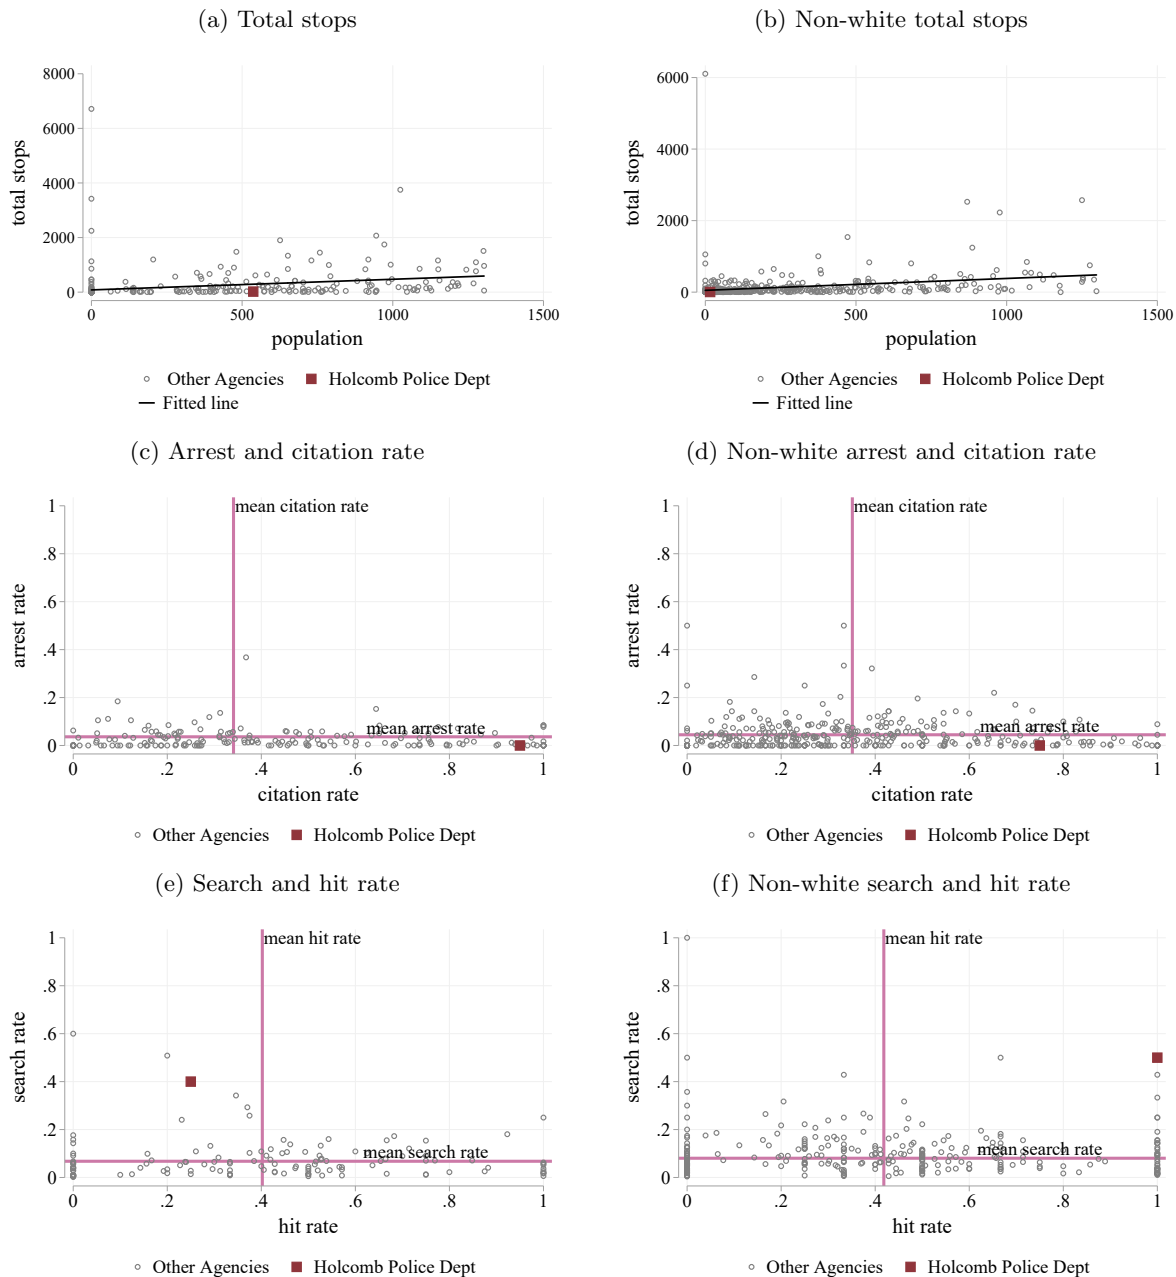 (a) Total stops
(b) Non-white total stops
8000
6000
4000
2000
0
total stops
0
500
1000
1500
population
Other Agencies
Holcomb Police Dept
Fitted line
6000
4000
2000
0
total stops
0
500
1000
1500
population
Other Agencies
Holcomb Police Dept
Fitted line
(c) Arrest and citation rate
(d) Non-white arrest and citation rate
1
.8
.6
.4
.2
0
arrest rate
mean citation rate
mean arrest rate
0
.2
.4
.6
.8
1
citation rate
Other Agencies
Holcomb Police Dept
1
.8
.6
.4
.2
0
arrest rate
mean citation rate
mean arrest rate
0
.2
.4
.6
.8
1
citation rate
Other Agencies
Holcomb Police Dept
(e) Search and hit rate
(f) Non-white search and hit rate
1
.8
.6
.4
.2
0
search rate
mean hit rate
mean search rate
0
.2
.4
.6
.8
1
hit rate
Other Agencies
Holcomb Police Dept
1
.8
.6
.4
.2
0
search rate
mean hit rate
mean search rate
0
.2
.4
.6
.8
1
hit rate
Other Agencies
Holcomb Police Dept